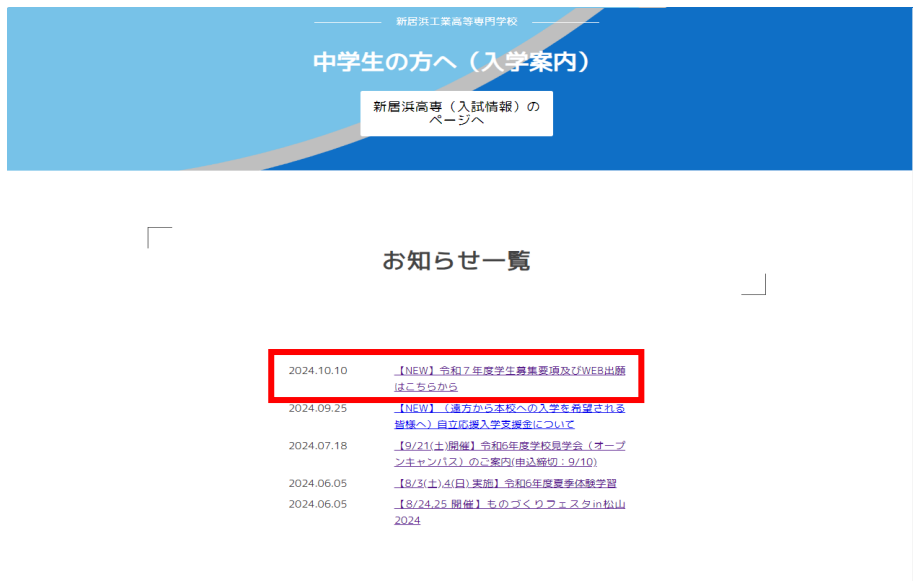 新居浜工業高等専門学校
中学生の方へ（入学案内）
新居浜高専（入試情報）の
ページへ
お知らせ一覧
2024.10.10 【NEW】令和７年度学生募集要項及びWEB出願
はこちらから
2024.09.25 【NEW】（遠方から本校への入学を希望される
皆様へ）自立応援入学支援金について
2024.07.18 【9/21(土)開催】令和6年度学校見学会（オープ
ンキャンパス）のご案内(申込締切：9/10)
2024.06.05 【8/3(土),4(日) 実施】令和6年度夏季体験学習
2024.06.05 【8/24,25 開催】ものづくりフェスタin松山
2024